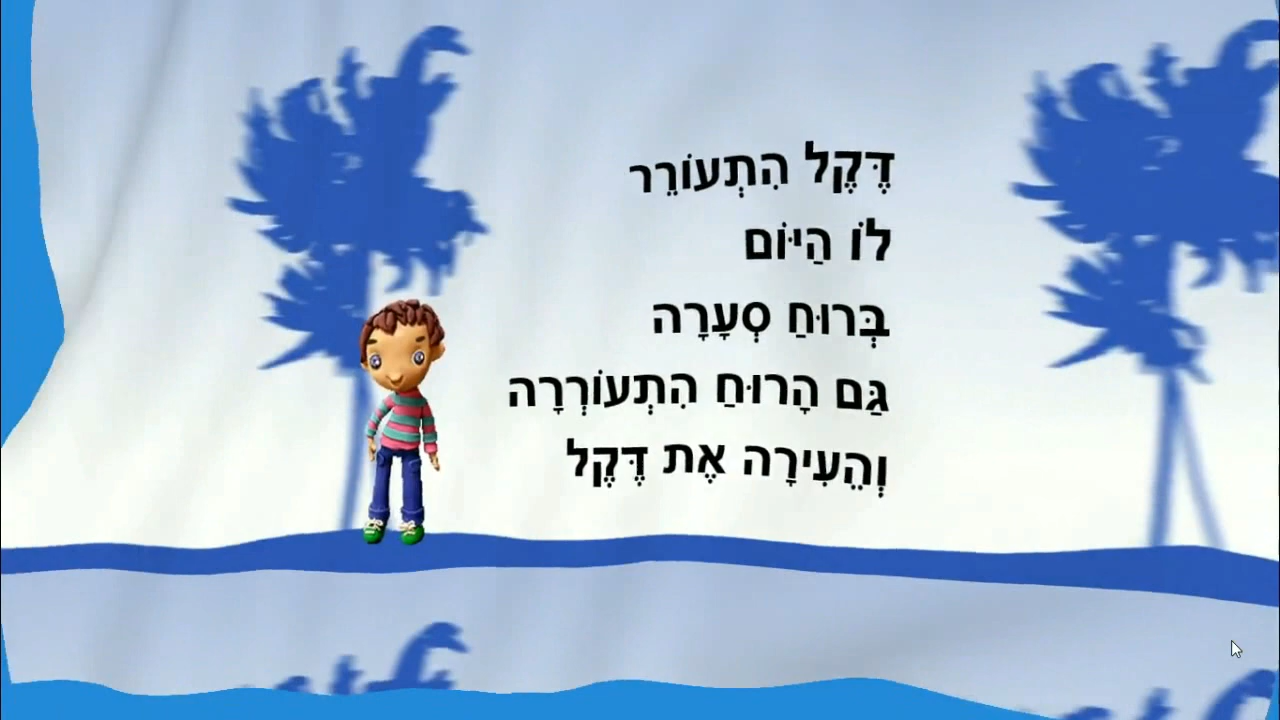 דֶּקֶל הִתְעוֹרֵר
לוֹ הַיּוֹם
בְּרוּחַ סְעָרָה
גַּם הָרוּחַ הִתְעוֹרְרָה
וְהֵעִירָה אֶת דֶּקֶל